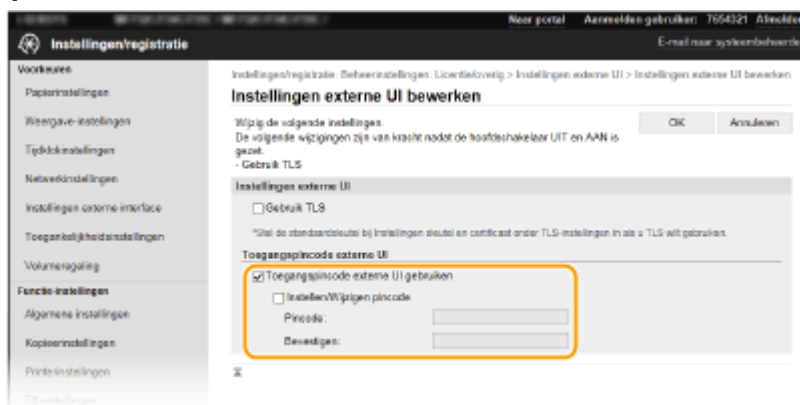 Naar portal Aanmelden gebruiker: 7654321 Afmelden
Instellingen/registratie
E-mail naar systeembeheerde
Voorkeuren
Papierinstellingen
Weergave-instellingen
Tijdklokinstellingen
Netwerkinstellingen
Instellingen externe interface
Toegankelijkheidsinstellingen
Volumeregeling
Functie-instellingen
Algemene instellingen
Kopieerinstellingen
Printerinstellingen
TX-instellingen
Instellingen/registratie: Beheerinstellingen: Licentie/overig > Instellingen externe UI > Instellingen externe UI bewerken
Instellingen externe UI bewerken
Wijzig de volgende instellingen.
De volgende wijzigingen zijn van kracht nadat de hoofdschakelaar UIT en AAN is
gezet.
- Gebruik TLS
OK Annuleren
Instellingen externe UI
Gebruik TLS
*Stel de standaardsleutel bij Instellingen sleutel en certificaat onder TLS-instellingen in als u TLS wilt gebruiken.
Toegangspincode externe UI
Toegangspincode externe UI gebruiken
Instellen/Wijzigen pincode
Pincode:
Bevestigen: